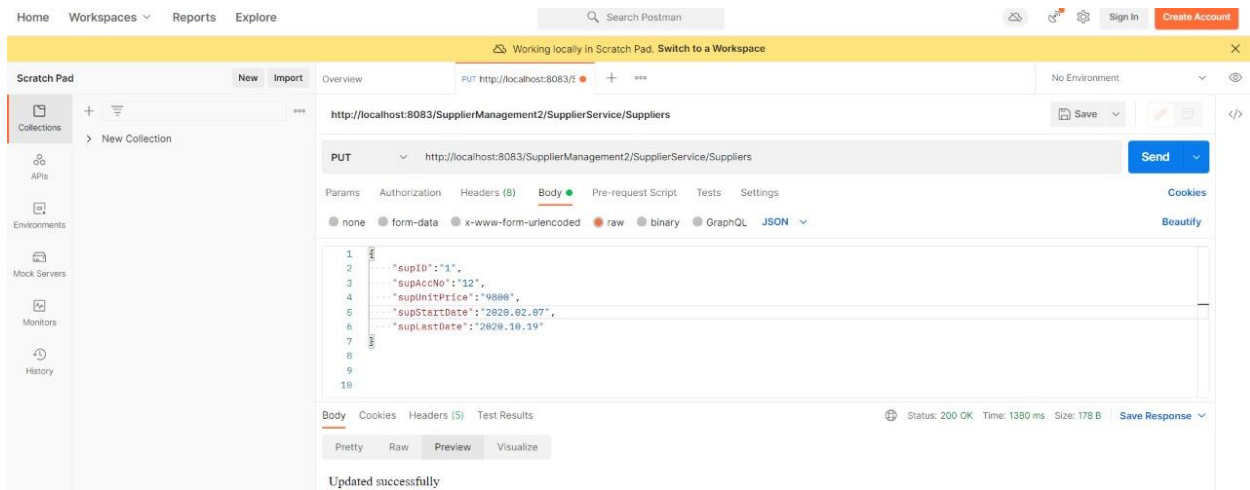 Home Workspaces Reports Explore Search Postman Sign In Create Account
Working locally in Scratch Pad. Switch to a Workspace
Scratch Pad New Import Overview PUT http://localhost:8083/S No Environment
Collections
New Collection
http://localhost:8083/SupplierManagement2/SupplierService/Suppliers Save
APIs
Environments
Mock Servers
Monitors
History
PUT http://localhost:8083/SupplierManagement2/SupplierService/Suppliers Send
Params Authorization Headers (8) Body Pre-request Script Tests Settings Cookies
none form-data x-www-form-urlencoded raw binary GraphQL JSON Beautify
1 {
2 "supID":"1",
3 "supAccNo":"12",
4 "supUnitPrice":"9800",
5 "supStartDate":"2020.02.07",
6 "supLastDate":"2020.10.19"
7 }
8
9
10
Body Cookies Headers (5) Test Results Status: 200 OK Time: 1380 ms Size: 178 B Save Response
Pretty Raw Preview Visualize
Updated successfully